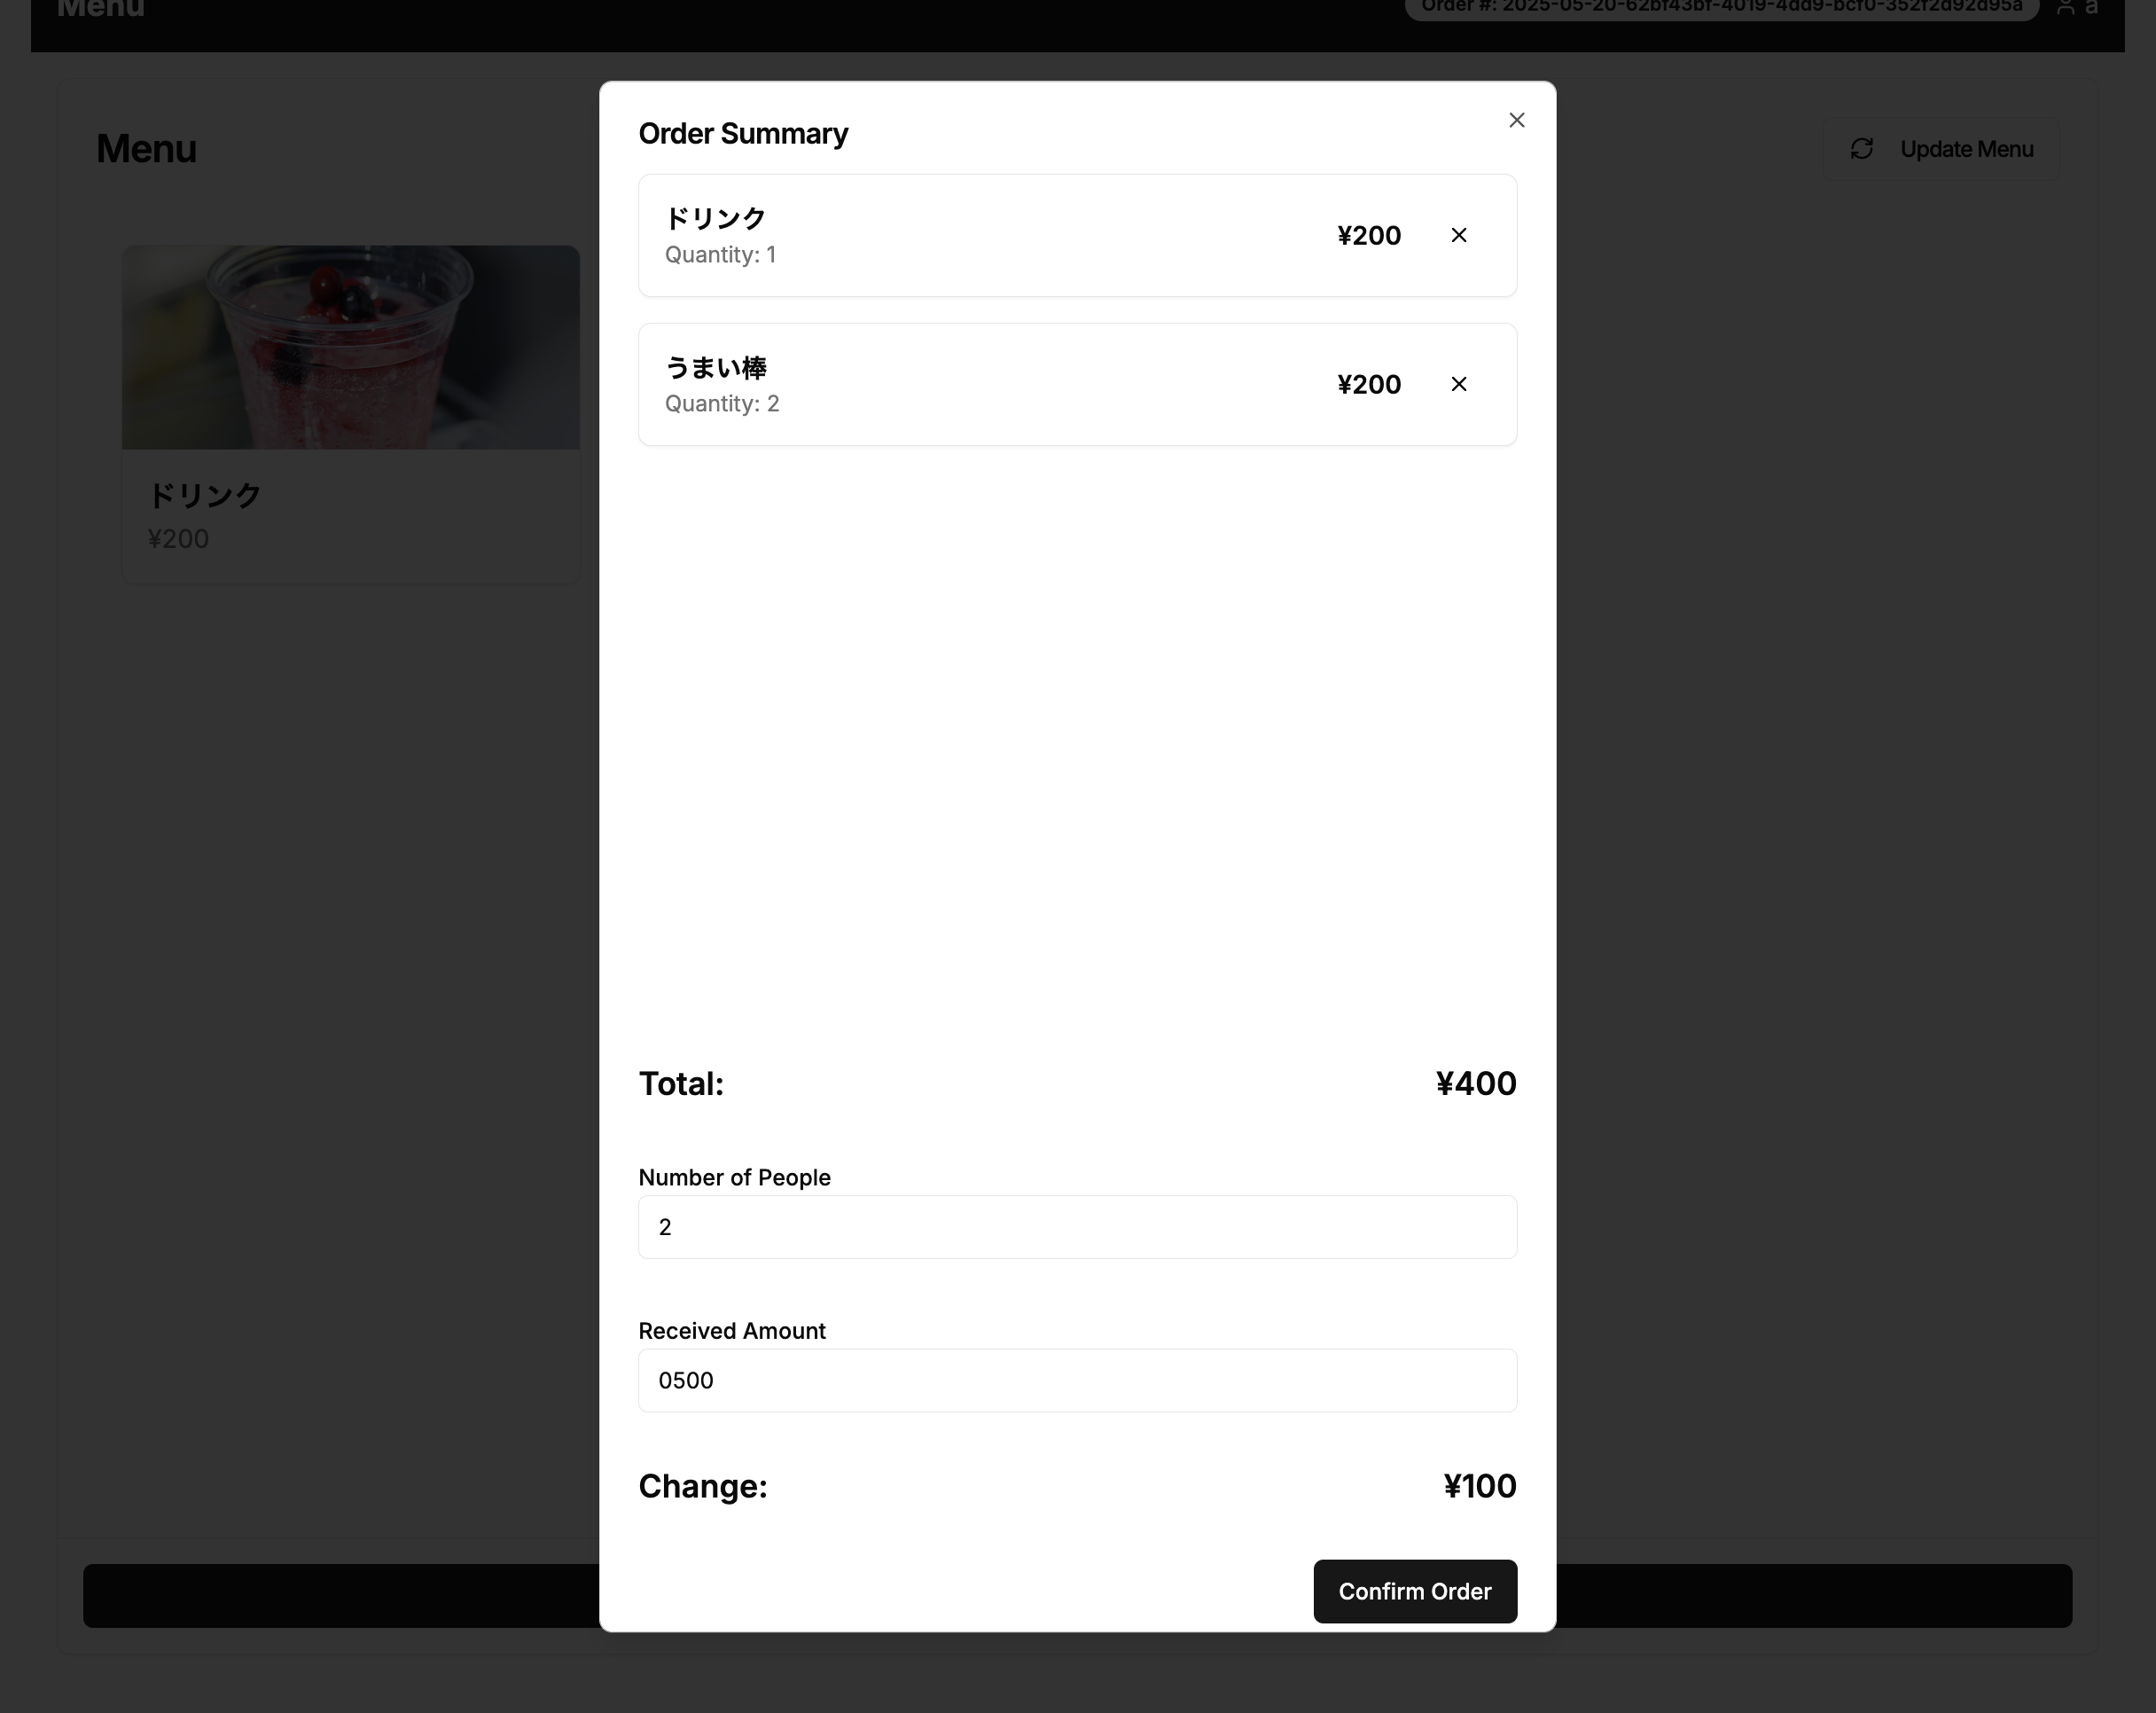 Menu
Order #: 2025-05-20-62bf43bf-4019-4dd9-bcf0-352f2d92d95a
a
Menu
Update Menu
ドリンク
¥200
Order Summary
ドリンク
Quantity: 1
¥200
うまい棒
Quantity: 2
¥200
Total:
¥400
Number of People
2
Received Amount
0500
Change:
¥100
Confirm Order